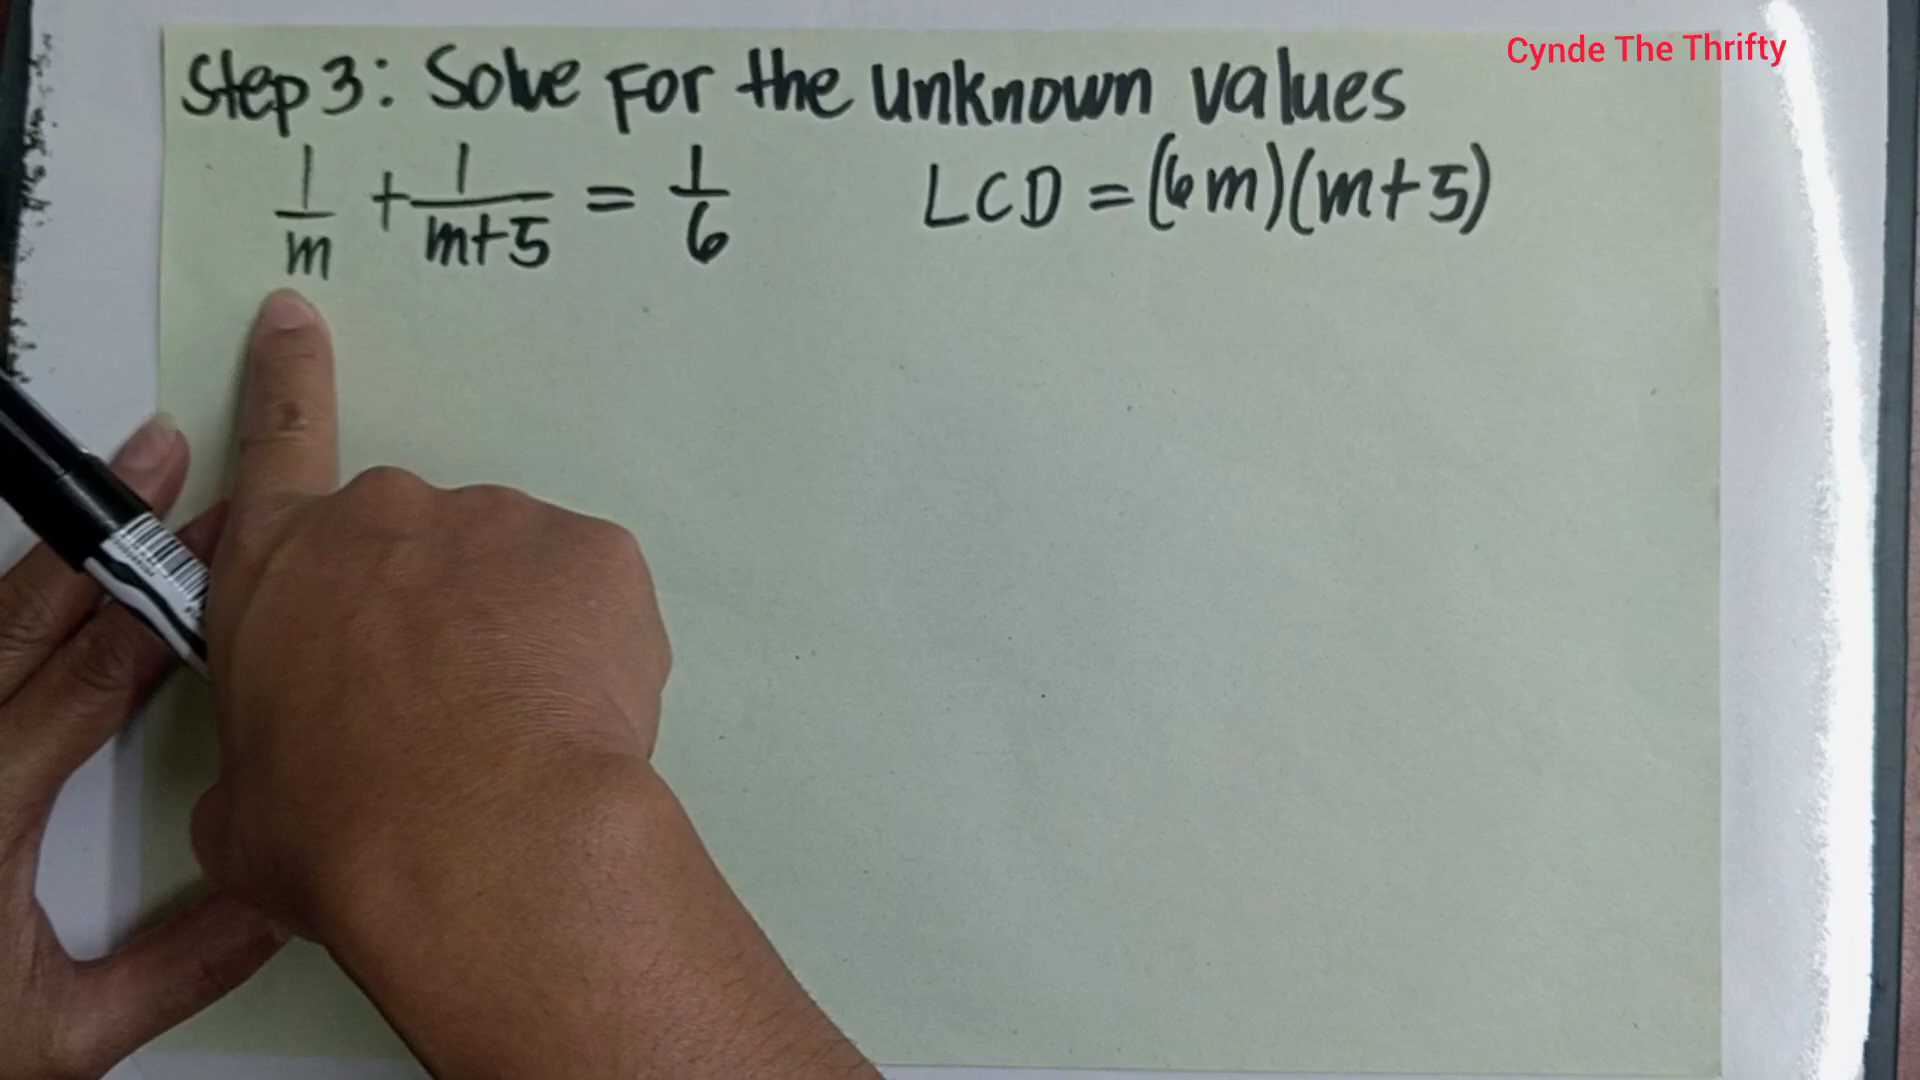 Cynde The Thrifty
Step 3: Solve For the unknown values
1/m + 1/m+5 = 1/6 LCD = (6m)(m+5)